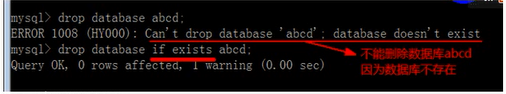 mysql> drop database abcd;
ERROR 1008 (HY000): Can't drop database 'abcd'; database doesn't exist
mysql> drop database if exists abcd;
不能删除数据库abcd
Query OK, 0 rows affected, 1 warning (0.00 sec)
因为数据库不存在